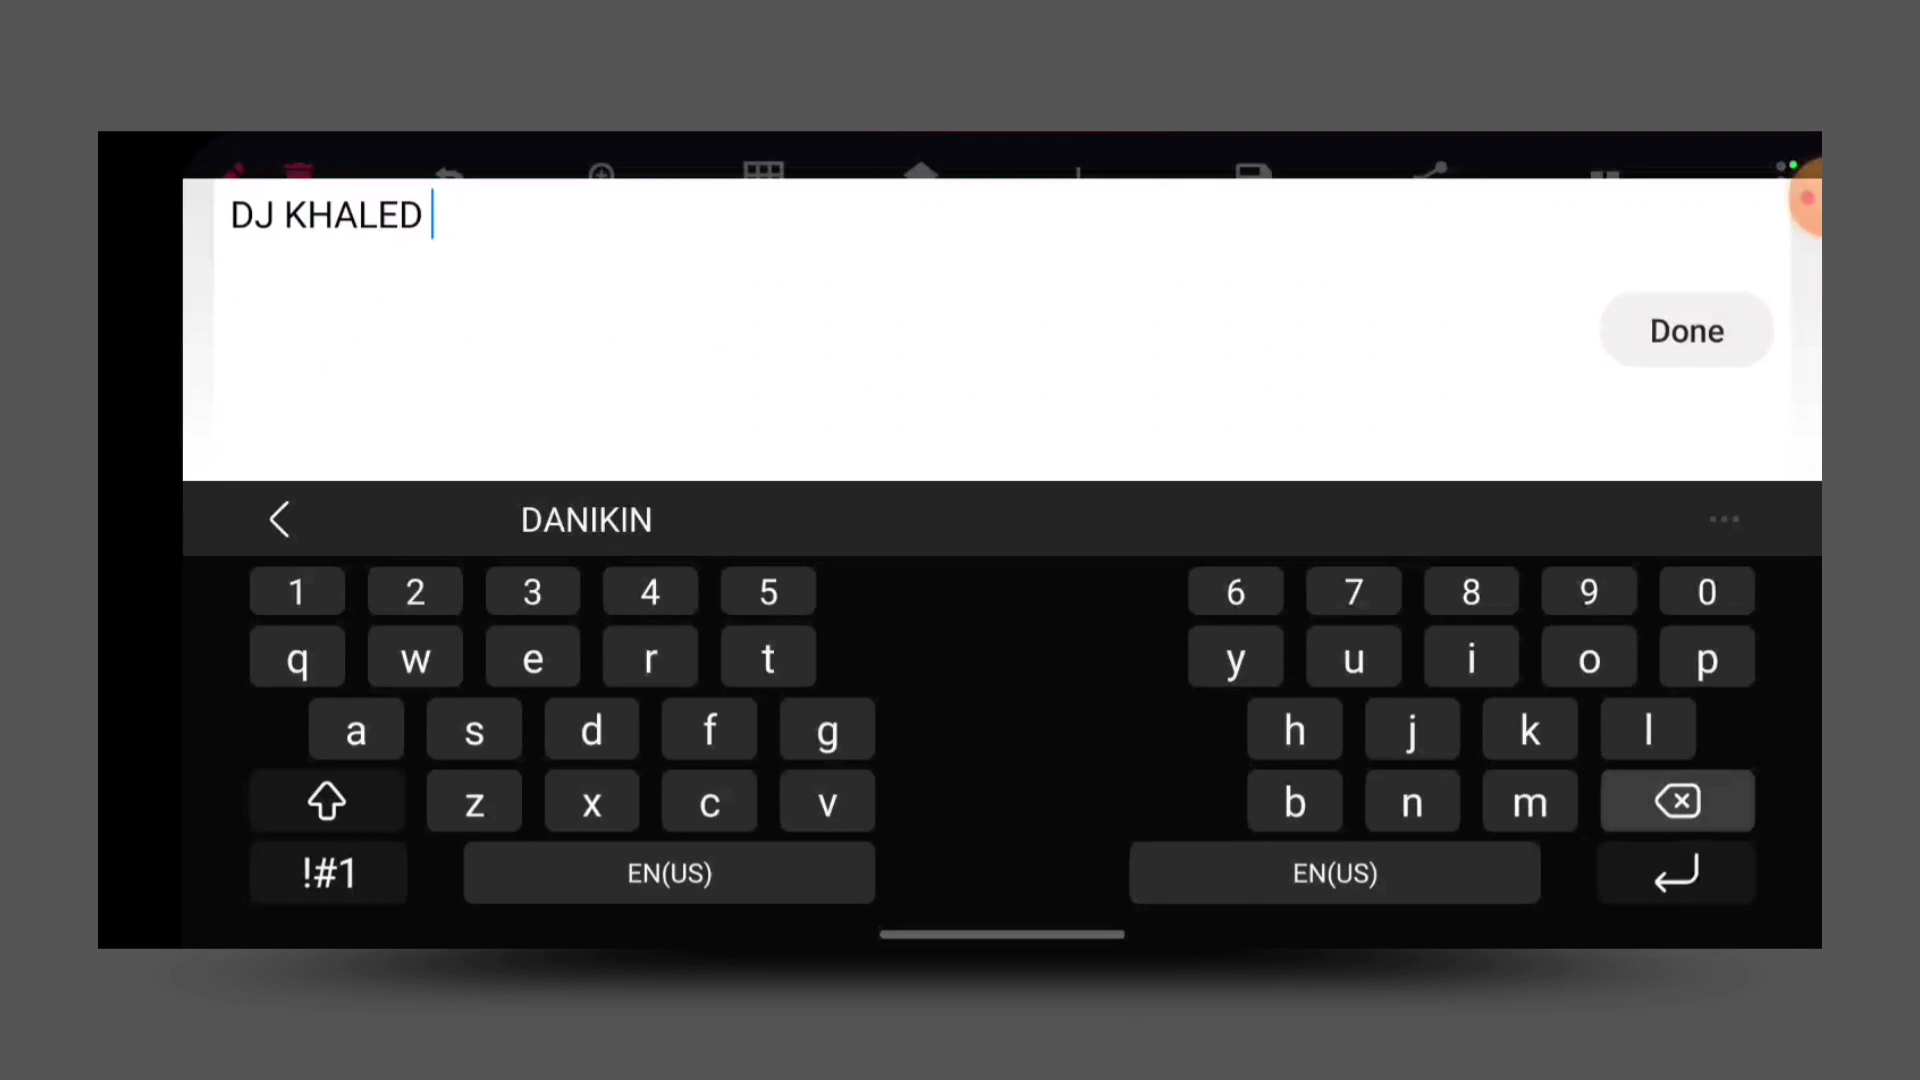 DJ KHALED
Done
DANIKIN
1 2 3 4 5 6 7 8 9 0
q w e r t y u i o p
a s d f g h j k l
z x c v b n m
!#1 EN(US) EN(US)